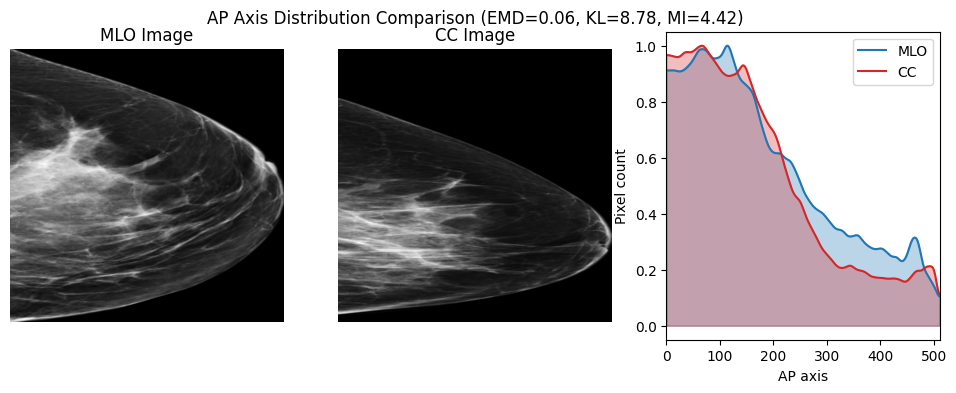 AP Axis Distribution Comparison (EMD=0.06, KL=8.78, MI=4.42)
MLO Image
CC Image
MLO
CC
Pixel count
1.0
0.8
0.6
0.4
0.2
0.0
0 100 200 300 400 500
AP axis